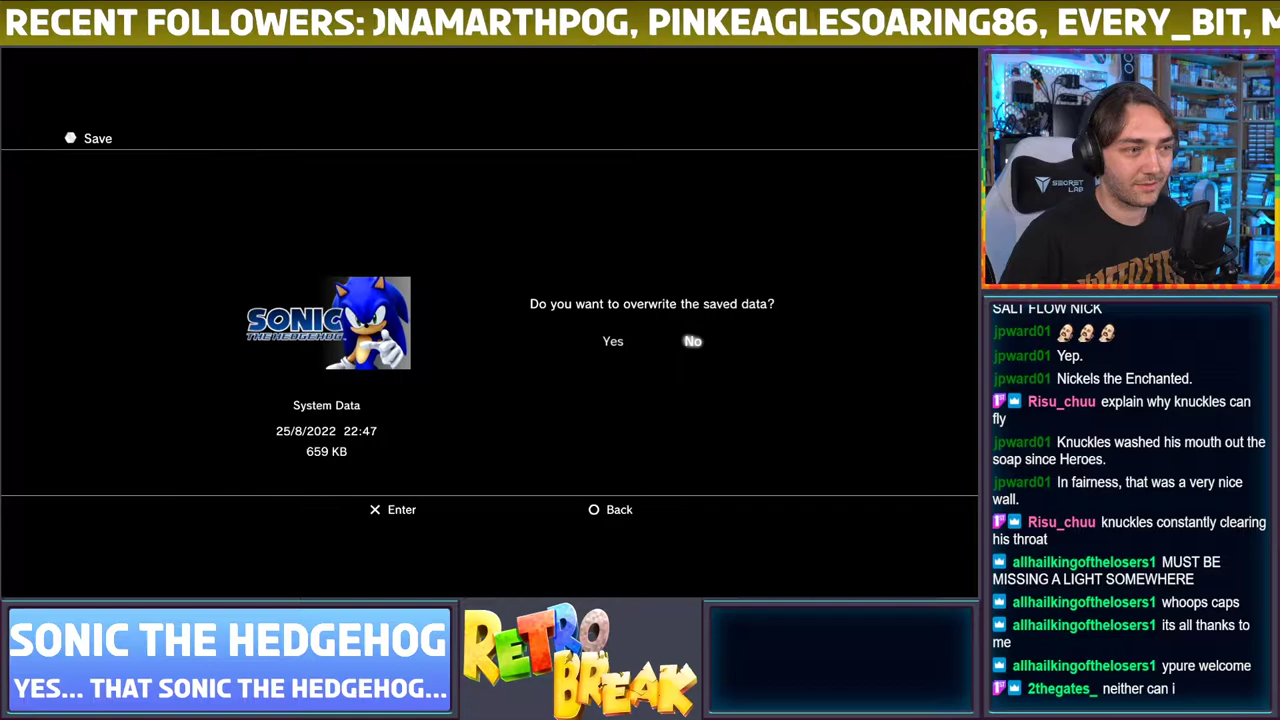 RECENT FOLLOWERS: ONAMARTHPOG, PINKEAGLESOARING86, EVERY_BIT, M
Save
SONIC
THE HEDGEHOG
Do you want to overwrite the saved data?
Yes No
System Data
25/8/2022 22:47
659 KB
Enter
Back
SECRET
LAB
SALT FLOW NICK
jpward01
jpward01 Yep.
jpward01 Nickels the Enchanted.
Risu_chuu explain why knuckles can
fly
jpward01 Knuckles washed his mouth out the
soap since Heroes.
jpward01 In fairness, that was a very nice
wall.
Risu_chuu knuckles constantly clearing
his throat
allhailkingofthelosers1 MUST BE
MISSING A LIGHT SOMEWHERE
allhailkingofthelosers1 whoops caps
allhailkingofthelosers1 its all thanks to
me
allhailkingofthelosers1 ypure welcome
2thegates_ neither can i
SONIC THE HEDGEHOG
YES... THAT SONIC THE HEDGEHOG...
RETRO
BREAK